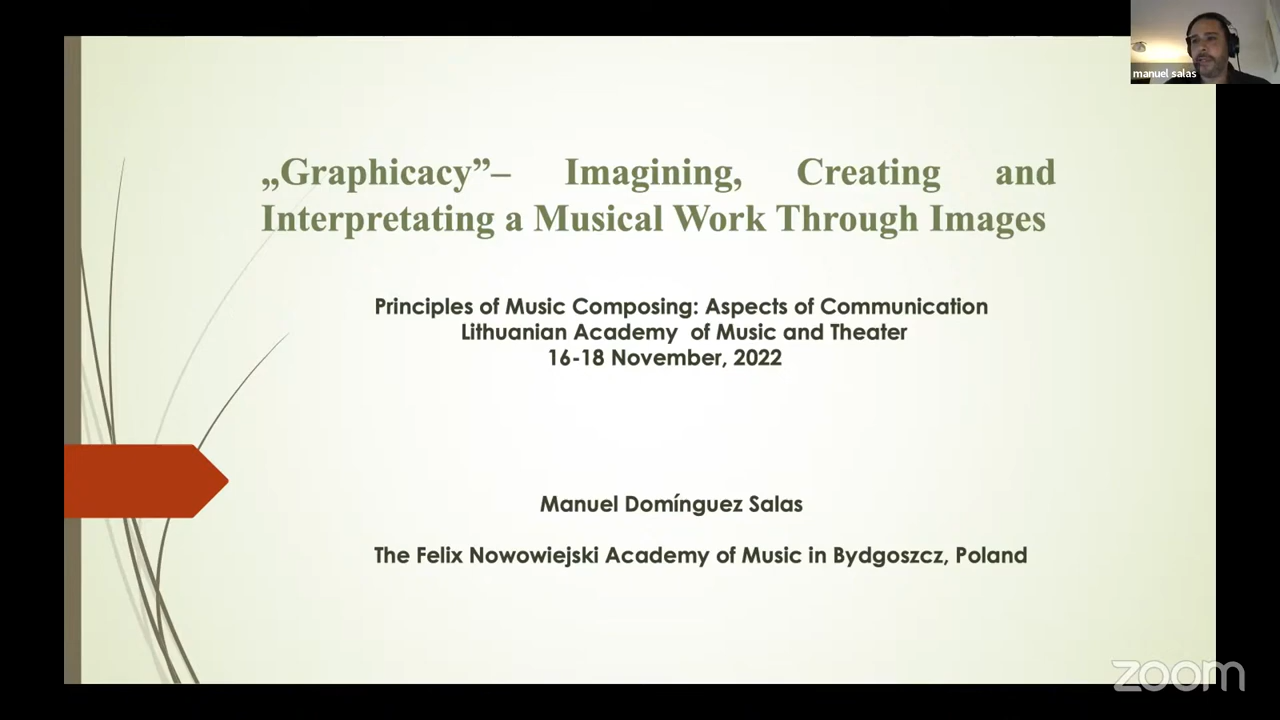 manuel salas
„Graphicacy”– Imagining, Creating and
Interpretating a Musical Work Through Images
Principles of Music Composing: Aspects of Communication
Lithuanian Academy of Music and Theater
16-18 November, 2022
Manuel Domínguez Salas
The Felix Nowowiejski Academy of Music in Bydgoszcz, Poland
zoom